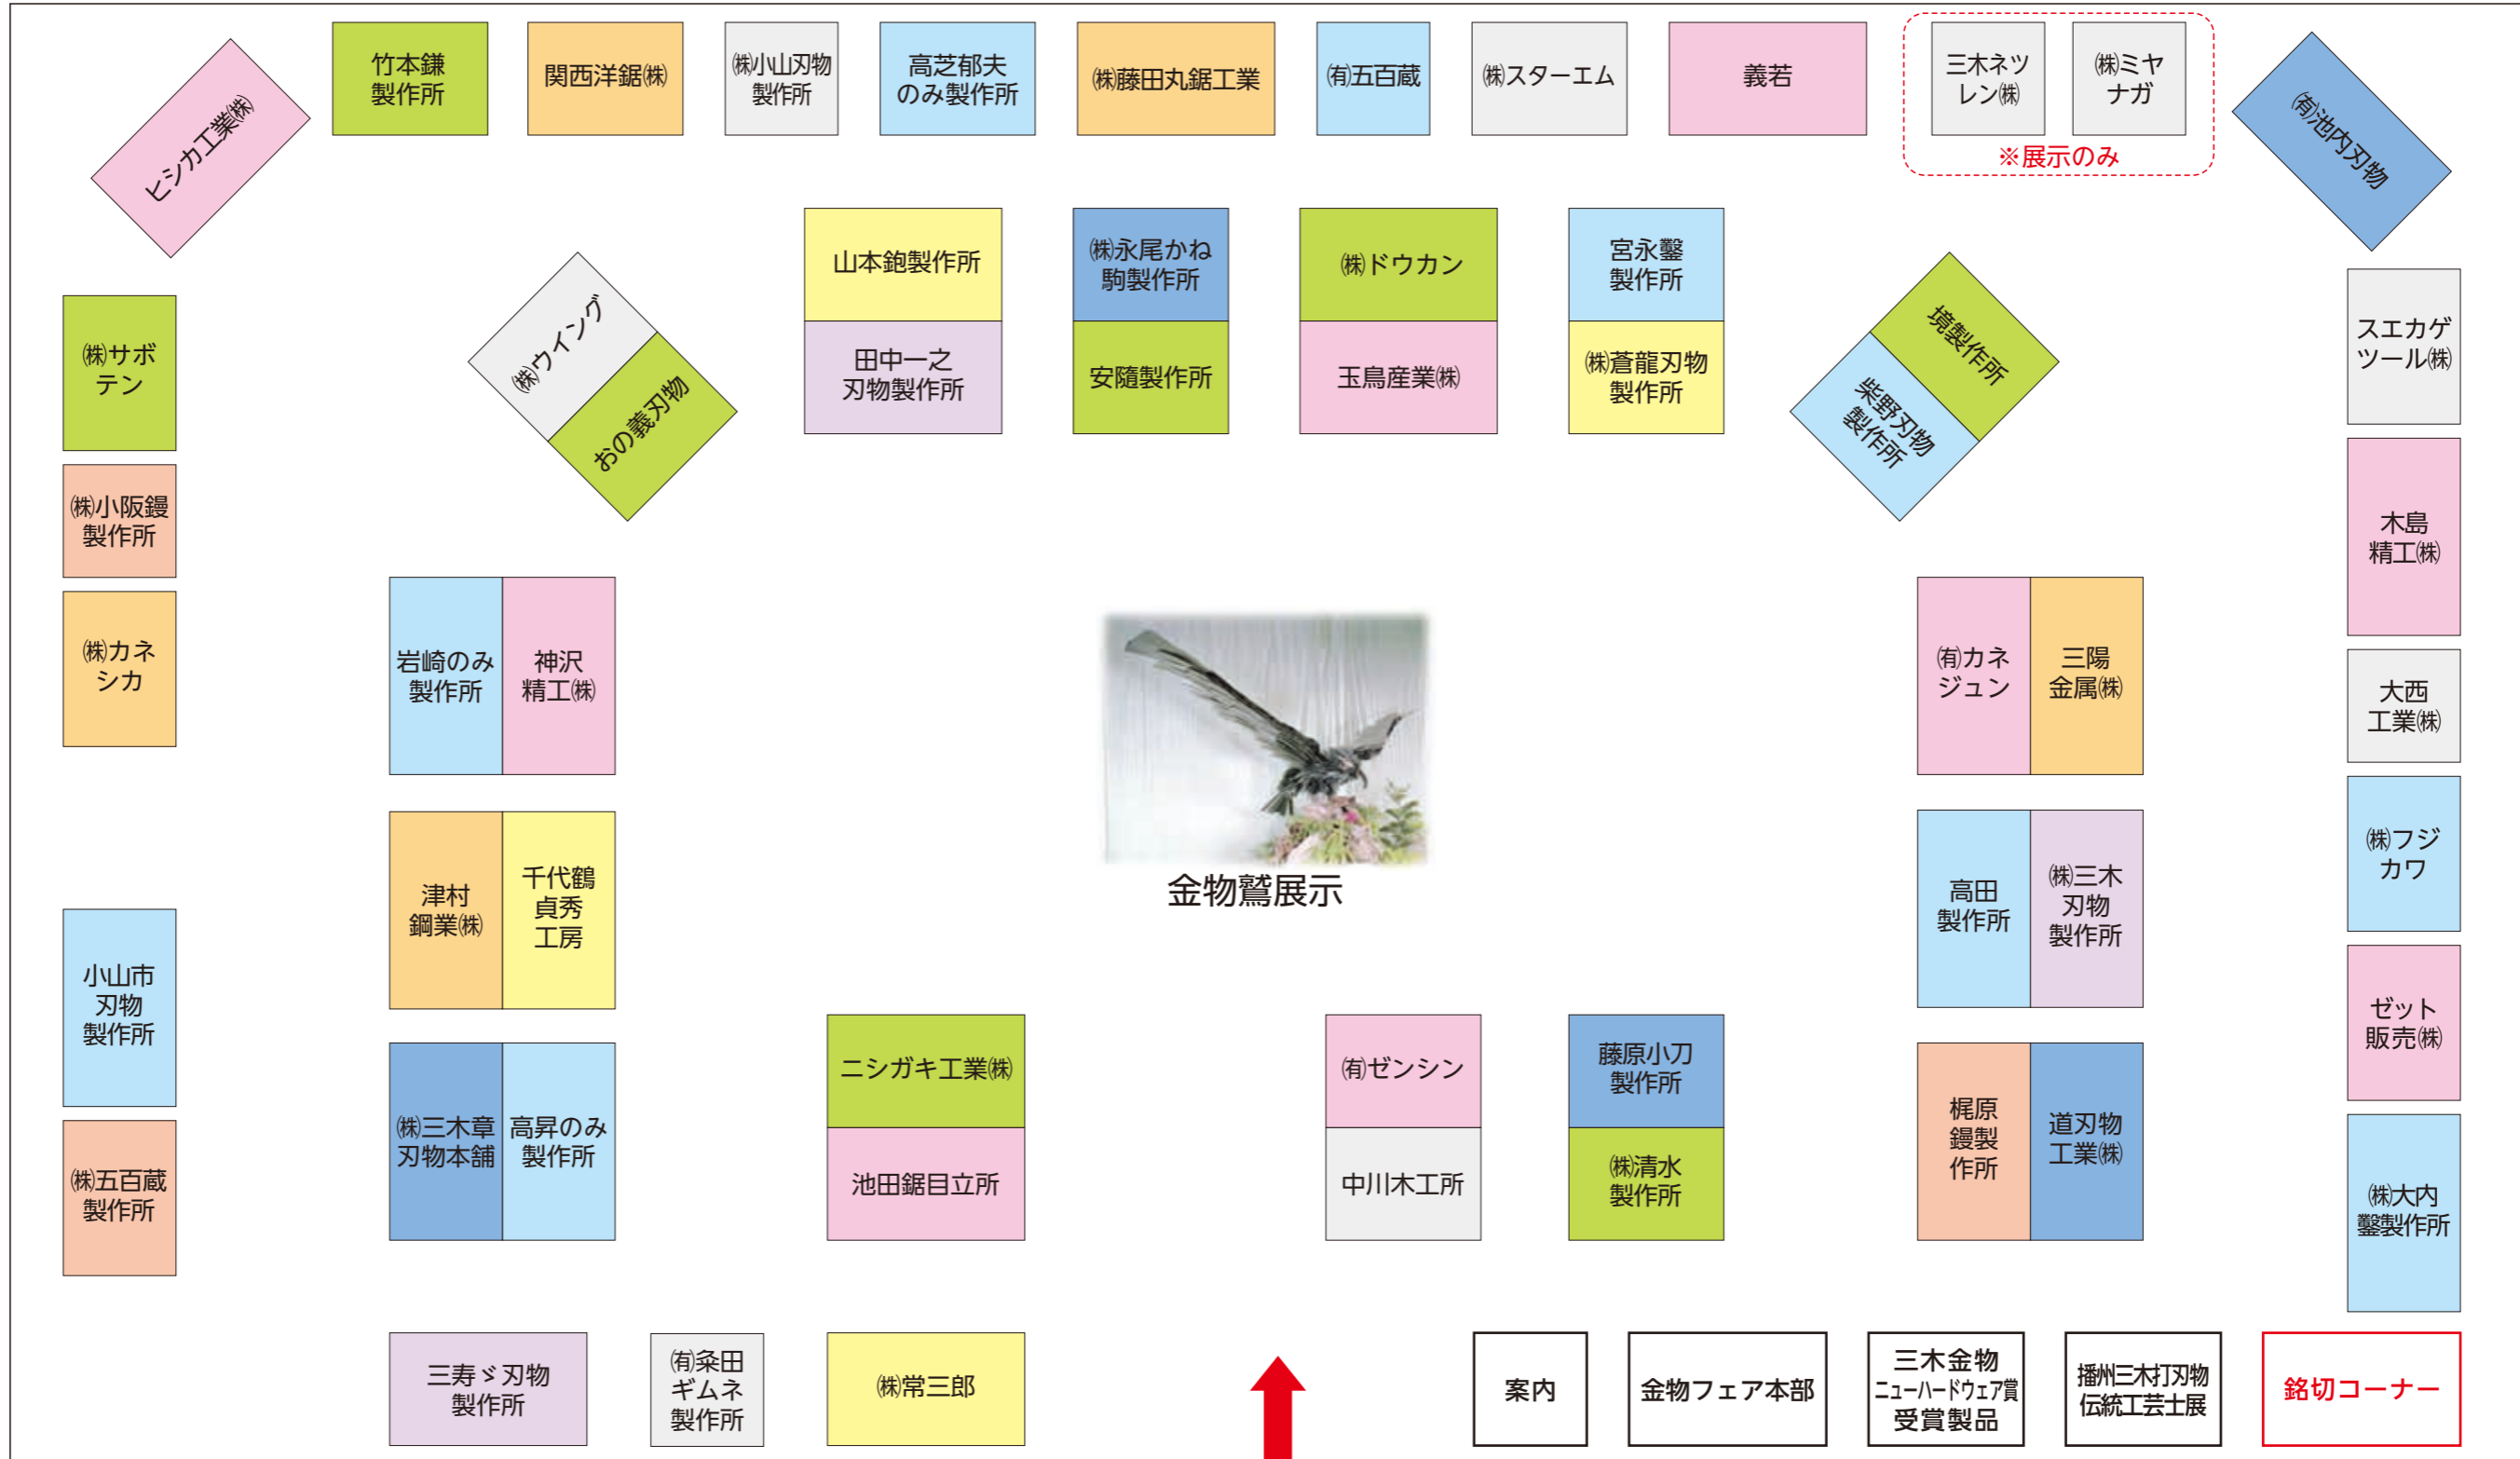 ヒシカ工業㈱
竹本鎌
製作所
関西洋鋸㈱
㈱小山刃物
製作所
高芝郁夫
のみ製作所
㈱藤田丸鋸工業
㈲五百蔵
㈱スターエム
義若
三木ネツ
レン㈱
㈱ミヤ
ナガ
※展示のみ
㈲池内刃物
山本鉋製作所
田中一之
刃物製作所
㈱永尾かね
駒製作所
安随製作所
㈱ドウカン
玉鳥産業㈱
宮永鑿
製作所
㈱蒼龍刃物
製作所
㈱ウイング
おの義刃物
境製作所
柴野刃物
製作所
㈱サボ
テン
㈱小阪鏝
製作所
㈱カネ
シカ
小山市
刃物
製作所
㈱五百蔵
製作所
岩崎のみ
製作所
神沢
精工㈱
津村
鋼業㈱
千代鶴
貞秀
工房
㈱三木章
刃物本舗
高昇のみ
製作所
金物鷲展示
ニシガキ工業㈱
池田鋸目立所
㈲ゼンシン
中川木工所
藤原小刀
製作所
㈱清水
製作所
㈲カネ
ジュン
三陽
金属㈱
高田
製作所
㈱三木
刃物
製作所
梶原
鏝製
作所
道刃物
工業㈱
スエカゲ
ツール㈱
木島
精工㈱
大西
工業㈱
㈱フジ
カワ
ゼット
販売㈱
㈱大内
鑿製作所
三寿ゞ刃物
製作所
㈲粂田
ギムネ
製作所
㈱常三郎
案内
金物フェア本部
三木金物
ニューハードウェア賞
受賞製品
播州三木打刃物
伝統工芸士展
銘切コーナー